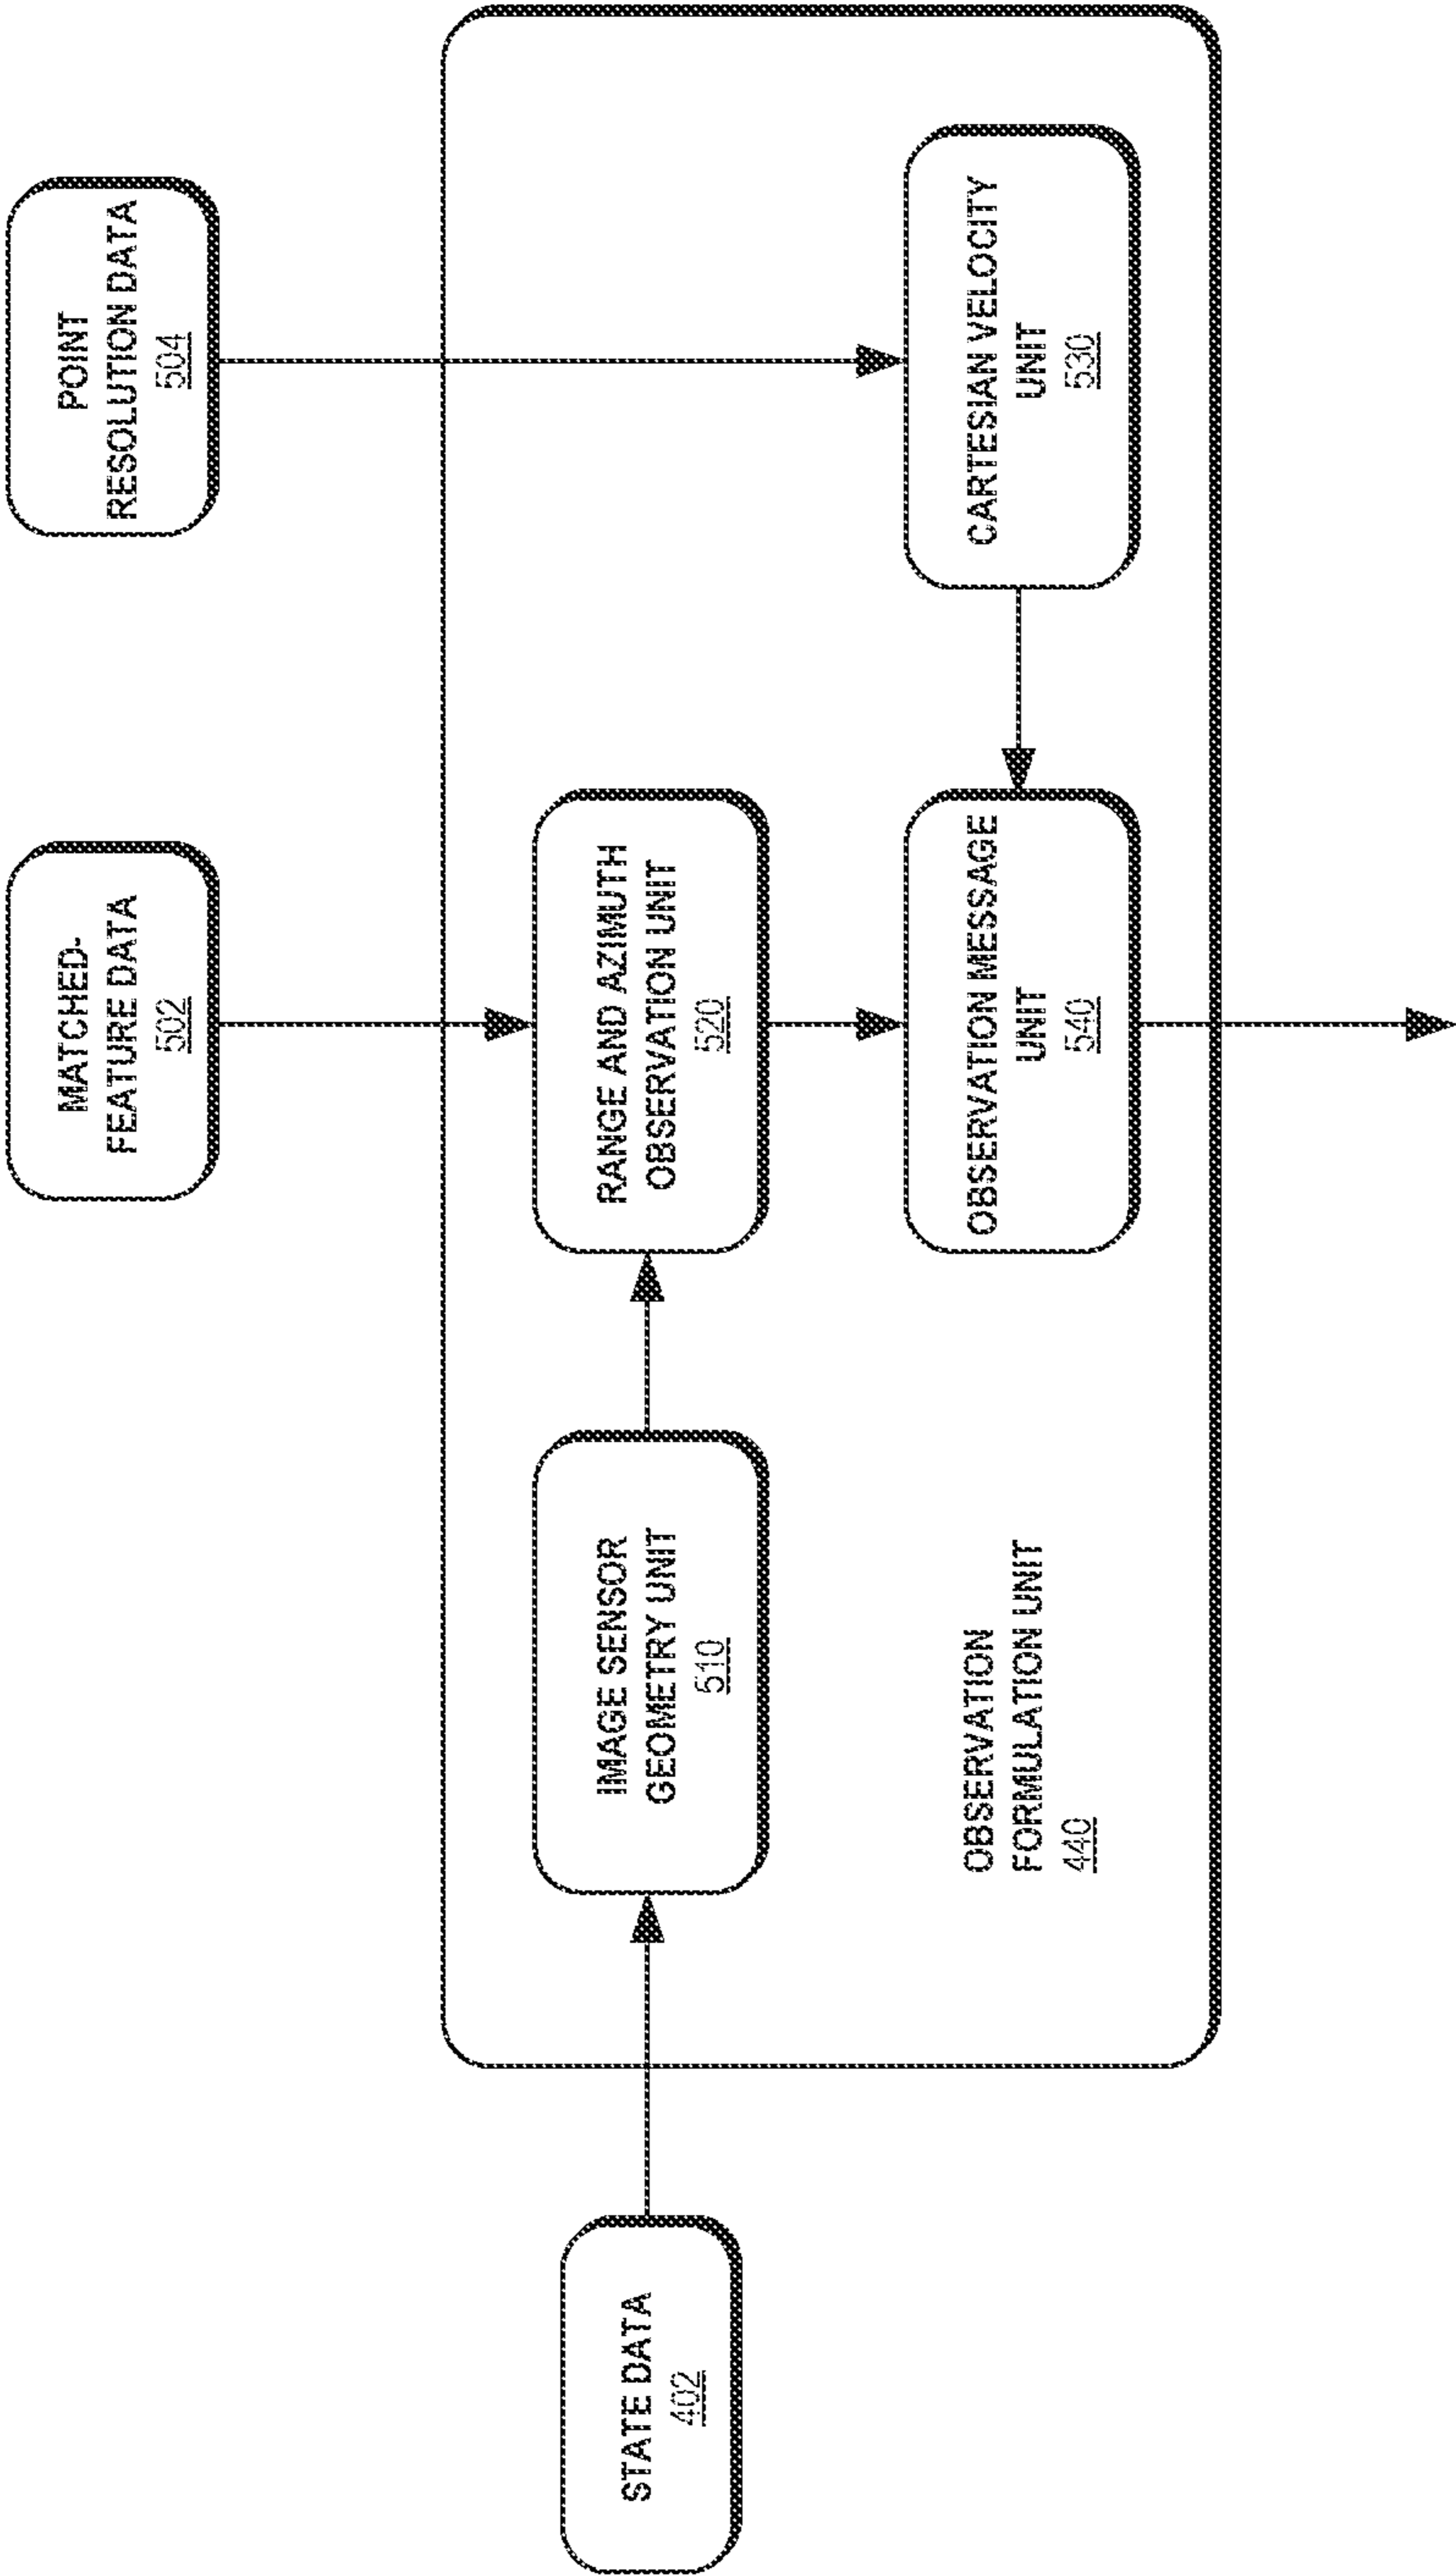 MATCHED-
FEATURE DATA
502
POINT
RESOLUTION DATA
504
STATE DATA
402
IMAGE SENSOR
GEOMETRY UNIT
510
RANGE AND AZIMUTH
OBSERVATION UNIT
520
OBSERVATION
FORMULATION UNIT
440
OBSERVATION MESSAGE
UNIT
540
CARTESIAN VELOCITY
UNIT
530